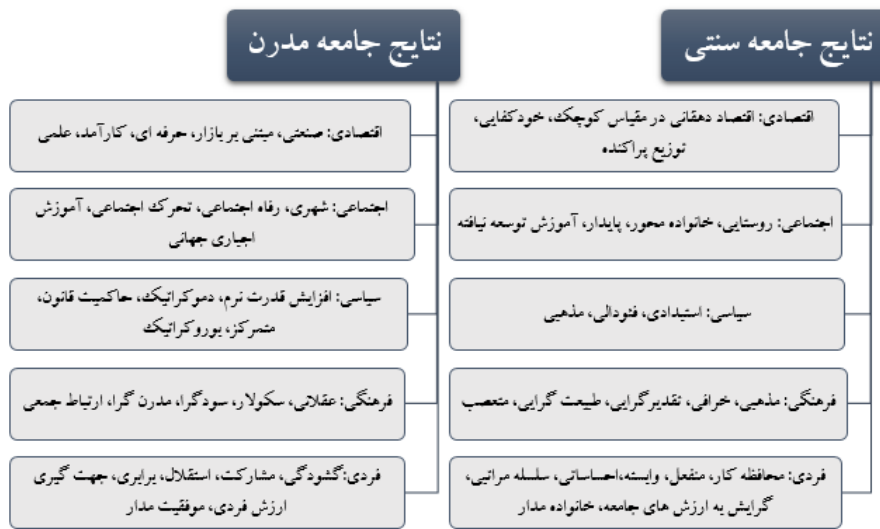 نتایج جامعه سنتی
اقتصادی: اقتصاد دهقانی در مقیاس کوچک، خودکفایی،
توزیع پراکنده
اجتماعی: روستایی، خانواده محور، پایدار، آموزش توسعه نیافته
سیاسی: استبدادی، فئودالی، مذهبی
فرهنگی: مذهبی، خرافی، تقدیرگرایی، طبیعت گرایی، متعصب
فردی: محافظه کار، منفعل، وابسته،احساساتی، سلسله مراتبی،
گرایش به ارزش های جامعه، خانواده مدار
نتایج جامعه مدرن
اقتصادی: صنعتی، مبتنی بر بازار، حرفه ای، کارآمد، علمی
اجتماعی: شهری، رفاه اجتماعی، تحرک اجتماعی، آموزش
اجباری جهانی
سیاسی: افزایش قدرت نرم، دموکراتیک، حاکمیت قانون،
متمرکز، بوروکراتیک
فرهنگی: عقلانی، سکولار، سودگرا، مدرن گرا، ارتباط جمعی
فردی:گشودگی، مشارکت، استقلال، برابری، جهت گیری
ارزش فردی، موفقیت مدار